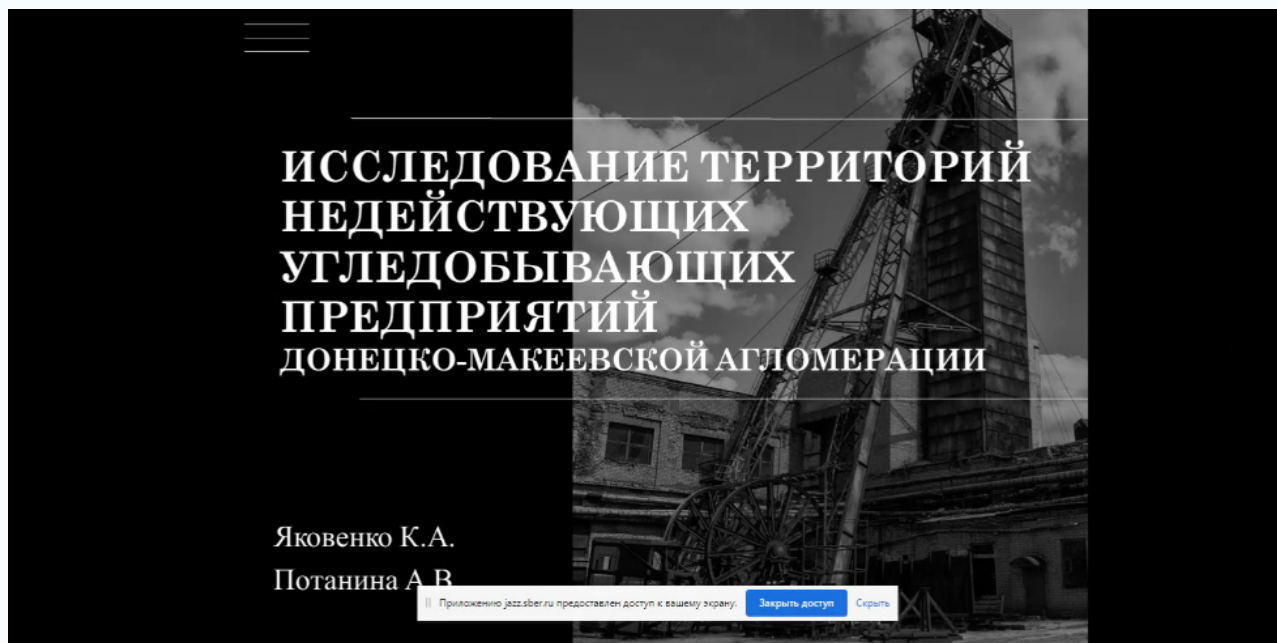 ИССЛЕДОВАНИЕ ТЕРРИТОРИЙ
НЕДЕЙСТВУЮЩИХ
УГЛЕДОБЫВАЮЩИХ
ПРЕДПРИЯТИЙ
ДОНЕЦКО-МАКЕЕВСКОЙ АГЛОМЕРАЦИИ
Яковенко К.А.
Потанина А.В
Приложению jazz.sber.ru предоставлен доступ к вашему экрану. Закрыть доступ Скрыть